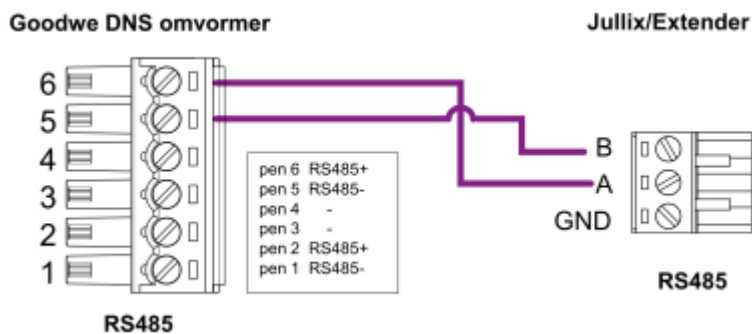 Goodwe DNS omvormer
Jullix/Extender
6
5
4
3
2
1
pen 6 RS485+
pen 5 RS485-
pen 4 -
pen 3 -
pen 2 RS485+
pen 1 RS485-
B
A
GND
RS485
RS485